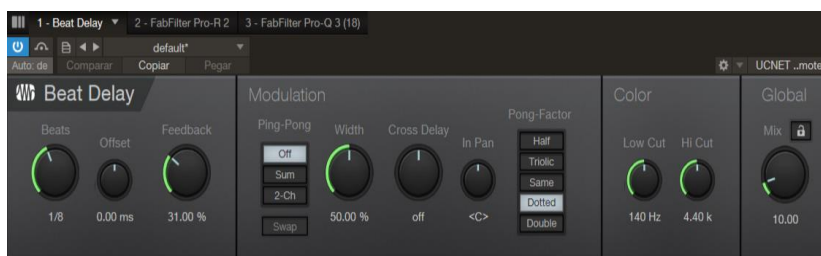 1 - Beat Delay 2 - FabFilter Pro-R 2 3 - FabFilter Pro-Q 3 (18)
default*
Auto: de Comparar Copiar Pegar UCNET ..mote
Beat Delay Modulation Color Global
Beats Offset Feedback Ping-Pong Width Cross Delay In Pan Pong-Factor Low Cut Hi Cut Mix
Off Half
Sum Triolic
2-Ch Same
Swap Dotted
Double
1/8 0.00 ms 31.00 % 50.00 % off <C> 140 Hz 4.40 k 10.00